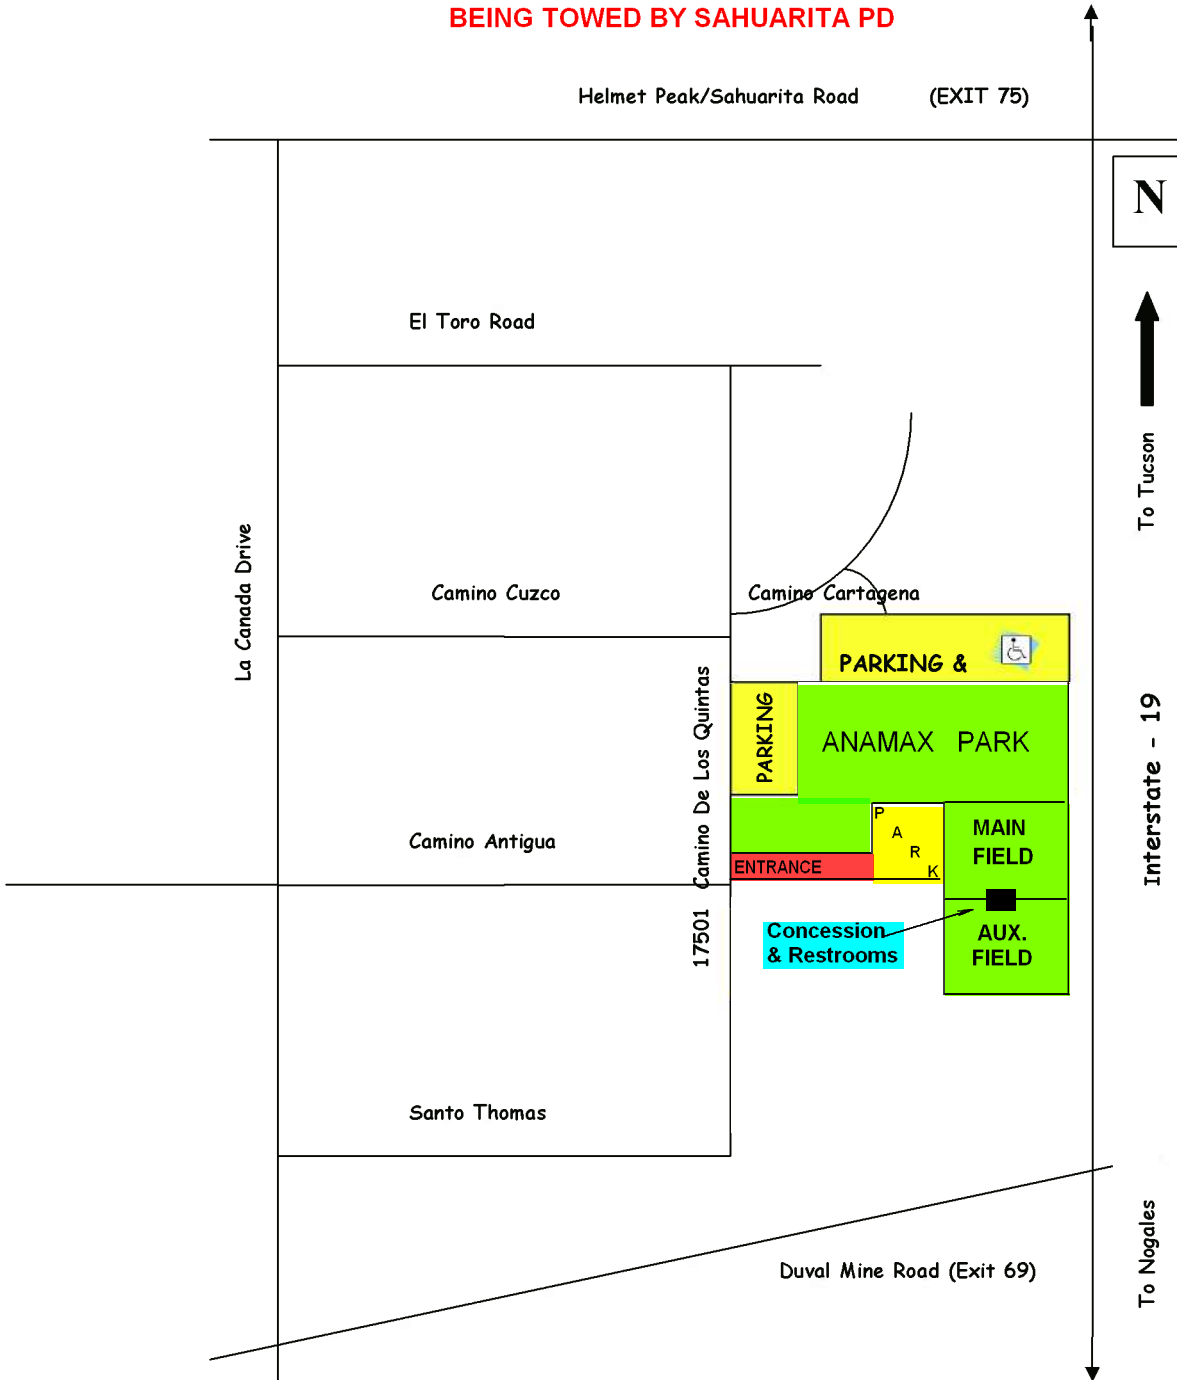 BEING TOWED BY SAHUARITA PD
Helmet Peak/Sahuarita Road (EXIT 75)
N
El Toro Road
To Tucson
La Canada Drive
Camino Cuzco
Camino Cartagena
PARKING &
PARKING
ANAMAX PARK
Interstate - 19
17501 Camino De Los Quintas
Camino Antigua
PARK
MAIN
FIELD
ENTRANCE
Concession
& Restrooms
AUX.
FIELD
Santo Thomas
To Nogales
Duval Mine Road (Exit 69)